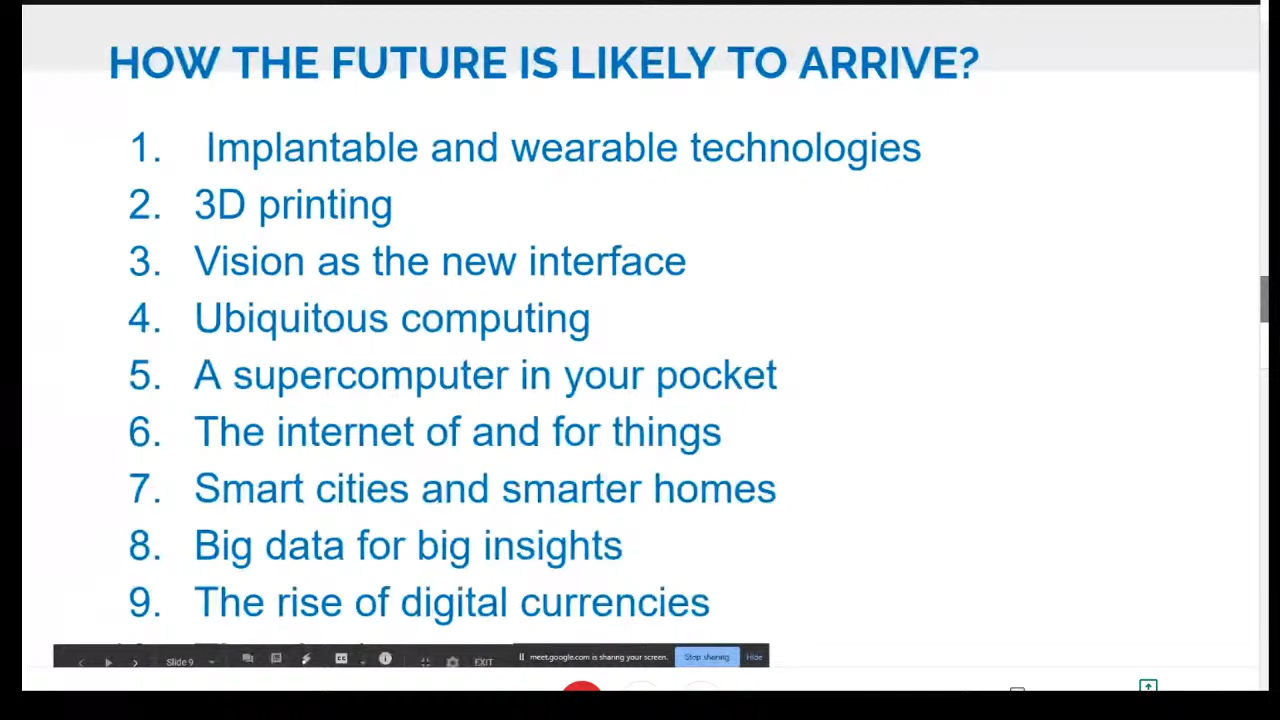 HOW THE FUTURE IS LIKELY TO ARRIVE?
1. Implantable and wearable technologies
2. 3D printing
3. Vision as the new interface
4. Ubiquitous computing
5. A supercomputer in your pocket
6. The internet of and for things
7. Smart cities and smarter homes
8. Big data for big insights
9. The rise of digital currencies
Slide 9 EXIT meet.google.com is sharing your screen. Stop sharing Hide